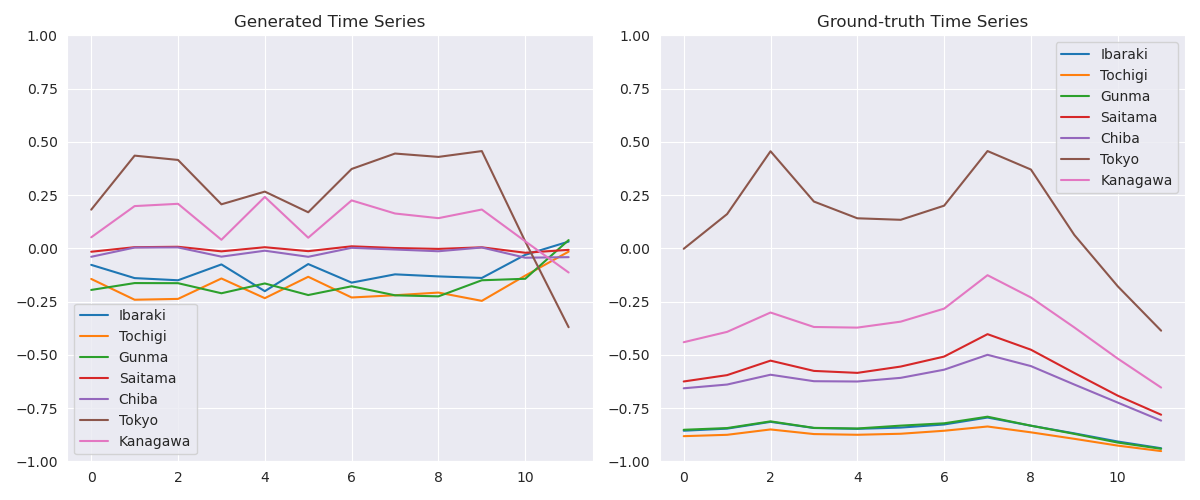 Generated Time Series
1.00
0.75
0.50
0.25
0.00
−0.25
−0.50
−0.75
−1.00
0 2 4 6 8 10
Ibaraki
Tochigi
Gunma
Saitama
Chiba
Tokyo
Kanagawa
Ground-truth Time Series
1.00
0.75
0.50
0.25
0.00
−0.25
−0.50
−0.75
−1.00
0 2 4 6 8 10
Ibaraki
Tochigi
Gunma
Saitama
Chiba
Tokyo
Kanagawa